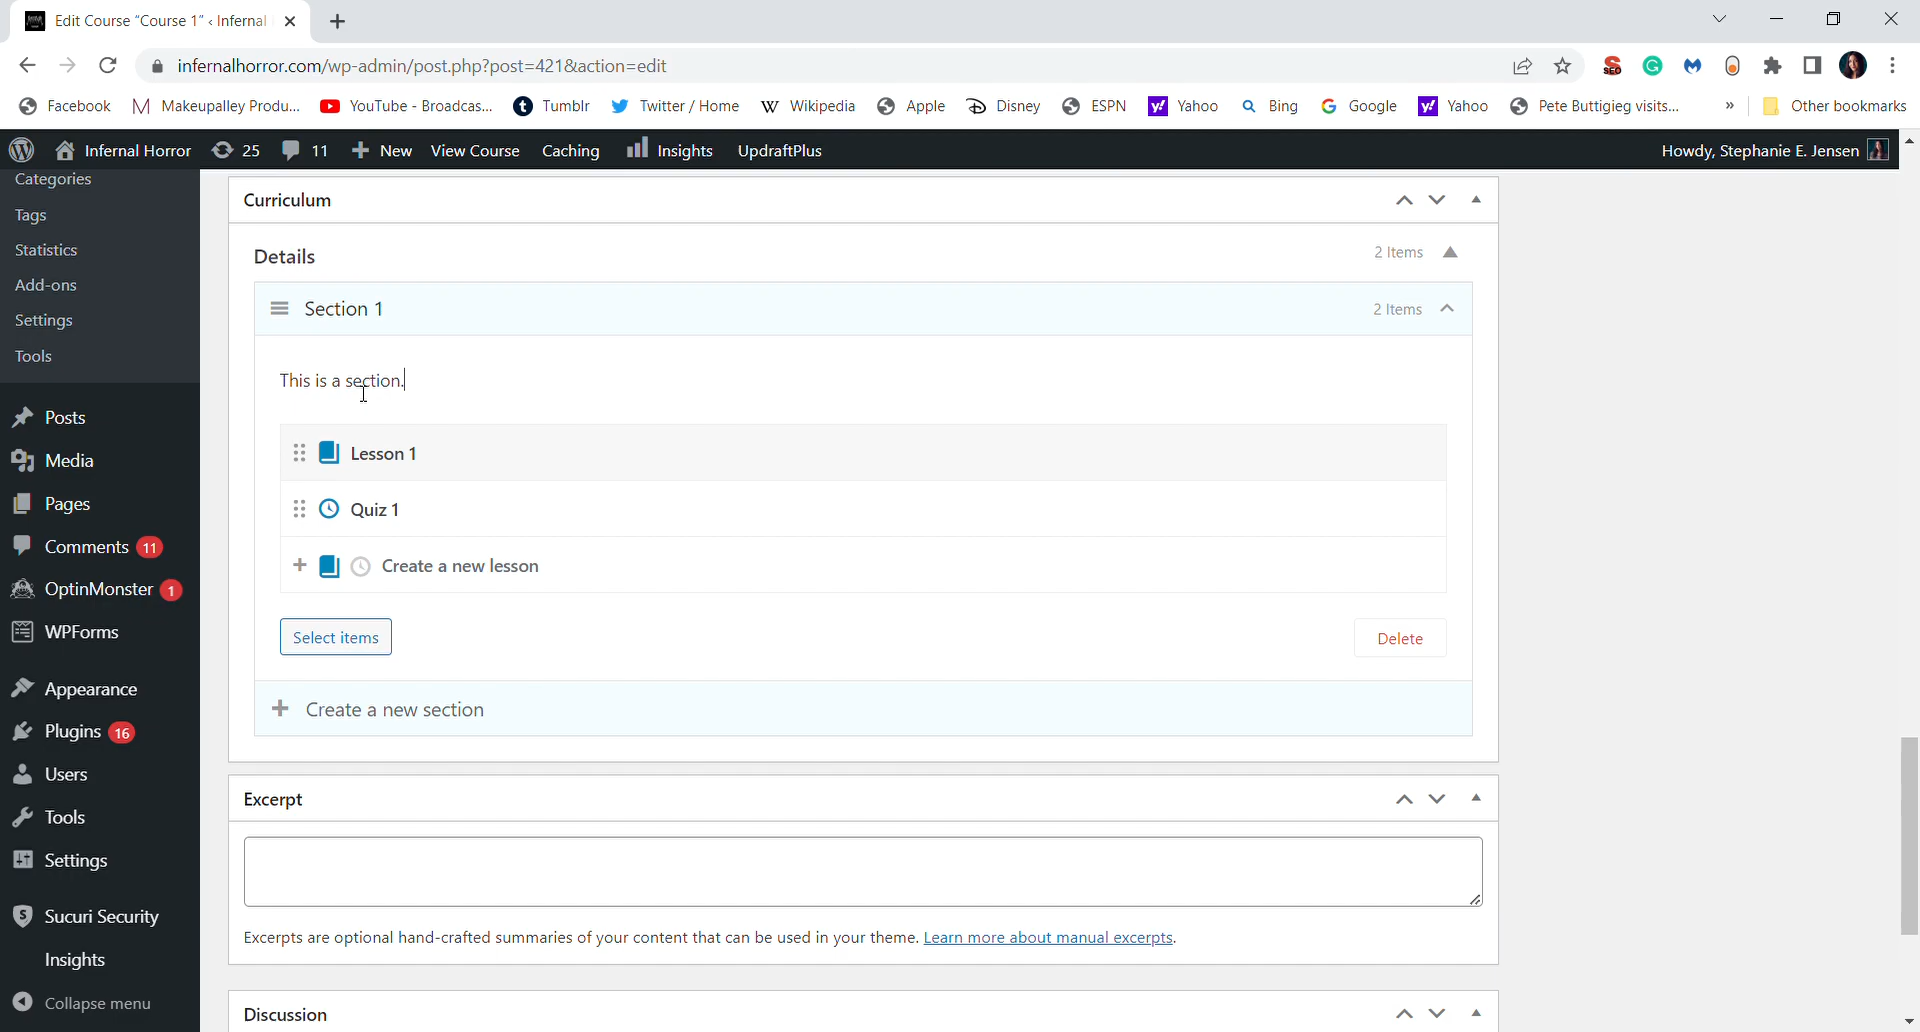 Edit Course "Course 1" ‹ Infernal
infernalhorror.com/wp-admin/post.php?post=421&action=edit
Facebook Makeupalley Produ... YouTube - Broadcas... Tumblr Twitter / Home Wikipedia Apple Disney ESPN Yahoo Bing Google Yahoo Pete Buttigieg visits... » Other bookmarks
Infernal Horror 25 11 + New View Course Caching Insights UpdraftPlus Howdy, Stephanie E. Jensen
Categories
Tags
Statistics
Add-ons
Settings
Tools
Posts
Media
Pages
Comments 11
OptinMonster 1
WPForms
Appearance
Plugins 16
Users
Tools
Settings
Sucuri Security
Insights
Collapse menu
Curriculum
Details 2 Items
Section 1 2 Items
This is a section.
Lesson 1
Quiz 1
+ Create a new lesson
Select items Delete
+ Create a new section
Excerpt
Excerpts are optional hand-crafted summaries of your content that can be used in your theme. Learn more about manual excerpts.
Discussion